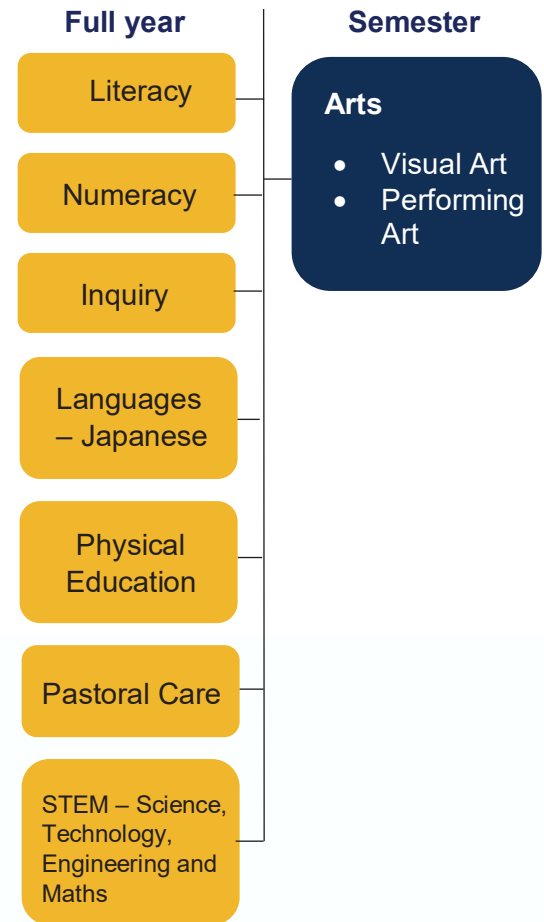 Full year
Literacy
Numeracy
Inquiry
Languages
– Japanese
Physical
Education
Pastoral Care
STEM – Science,
Technology,
Engineering and
Maths
Semester
Arts
• Visual Art
• Performing
Art